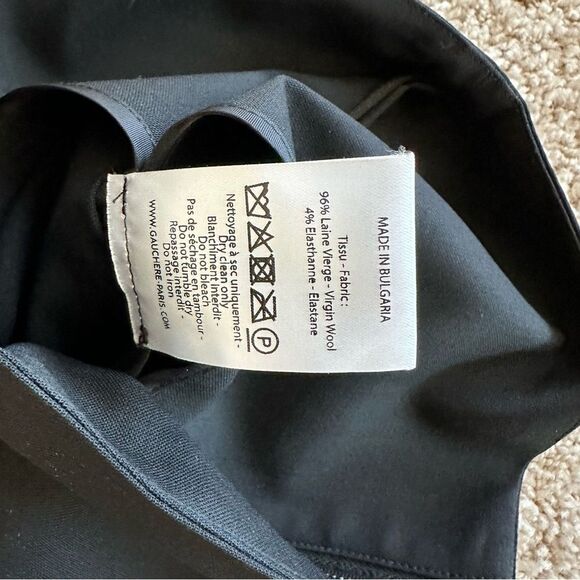 MADE IN BULGARIA
Tissu - Fabric :
96% Laine Vierge - Virgin Wool
4% Elasthanne - Elastane
P
Nettoyage à sec uniquement -
Dry clean only
Blanchiment interdit -
Do not bleach
Pas de séchage en tambour -
Do not tumble dry
Repassage interdit -
Do not iron
WWW.GAUCHERE-PARIS.COM